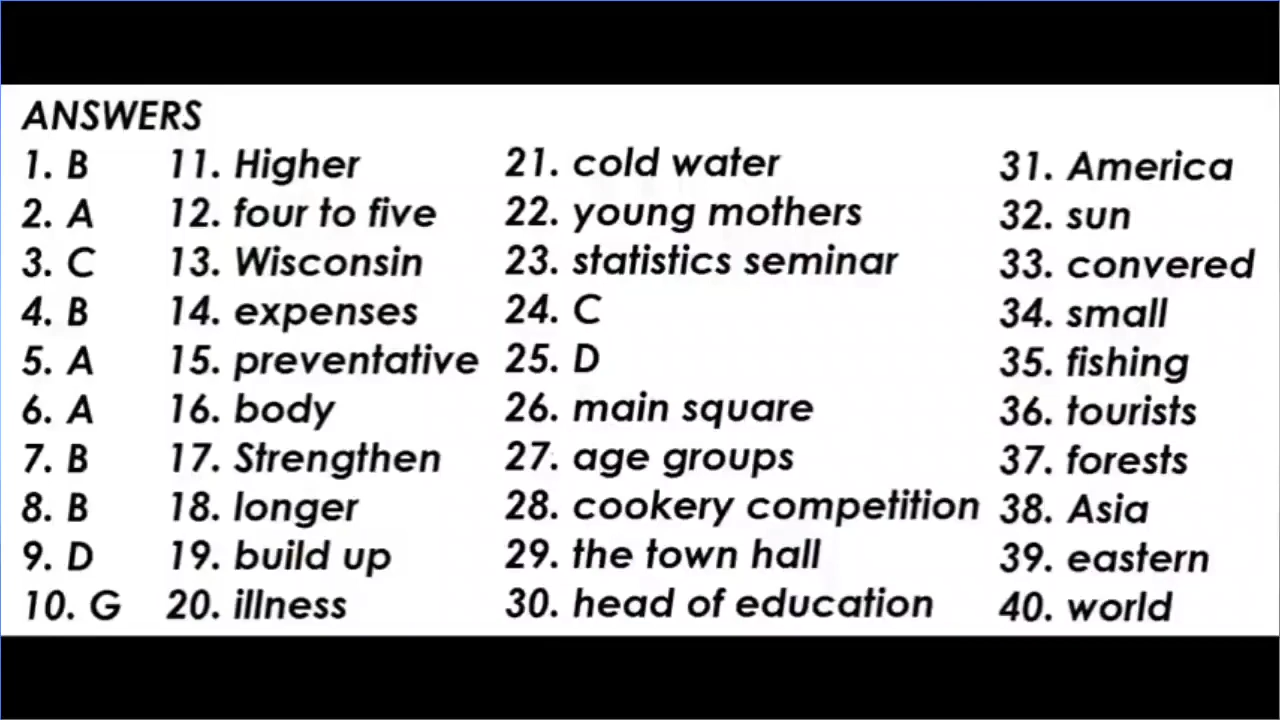 ANSWERS
1. B
2. A
3. C
4. B
5. A
6. A
7. B
8. B
9. D
10. G
11. Higher
12. four to five
13. Wisconsin
14. expenses
15. preventative
16. body
17. Strengthen
18. longer
19. build up
20. illness
21. cold water
22. young mothers
23. statistics seminar
24. C
25. D
26. main square
27. age groups
28. cookery competition
29. the town hall
30. head of education
31. America
32. sun
33. convered
34. small
35. fishing
36. tourists
37. forests
38. Asia
39. eastern
40. world